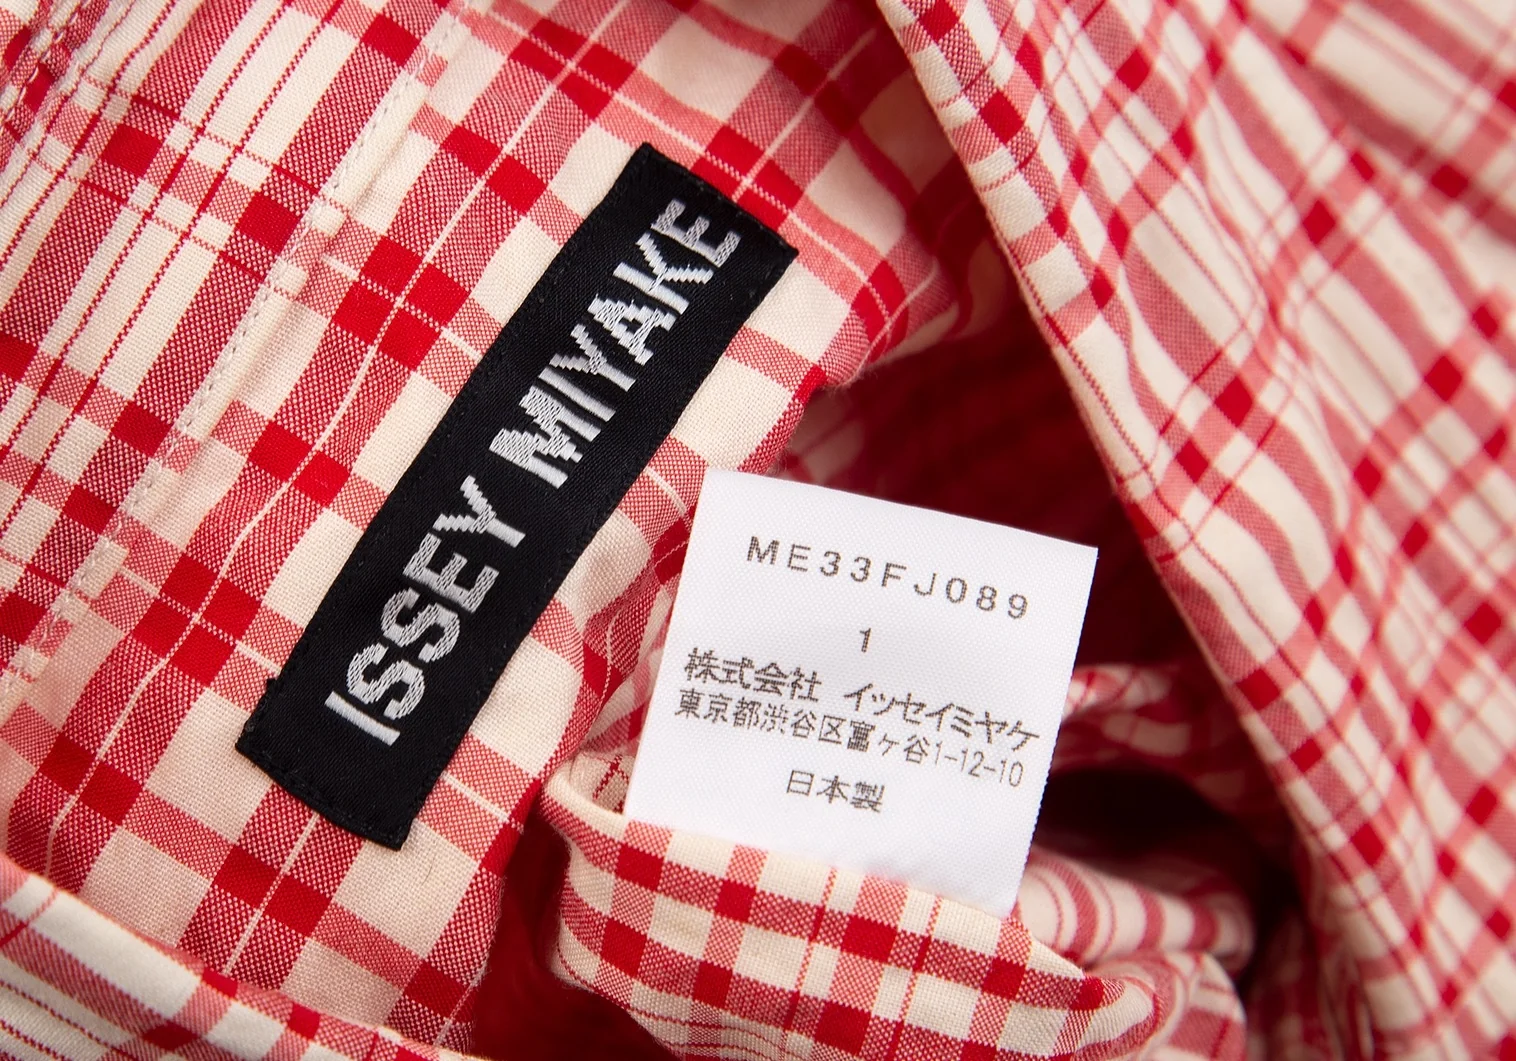 ISSEY MIYAKE
ME33FJ089
1
株式会社 イッセイミヤケ
東京都渋谷区富ヶ谷1-12-10
日本製